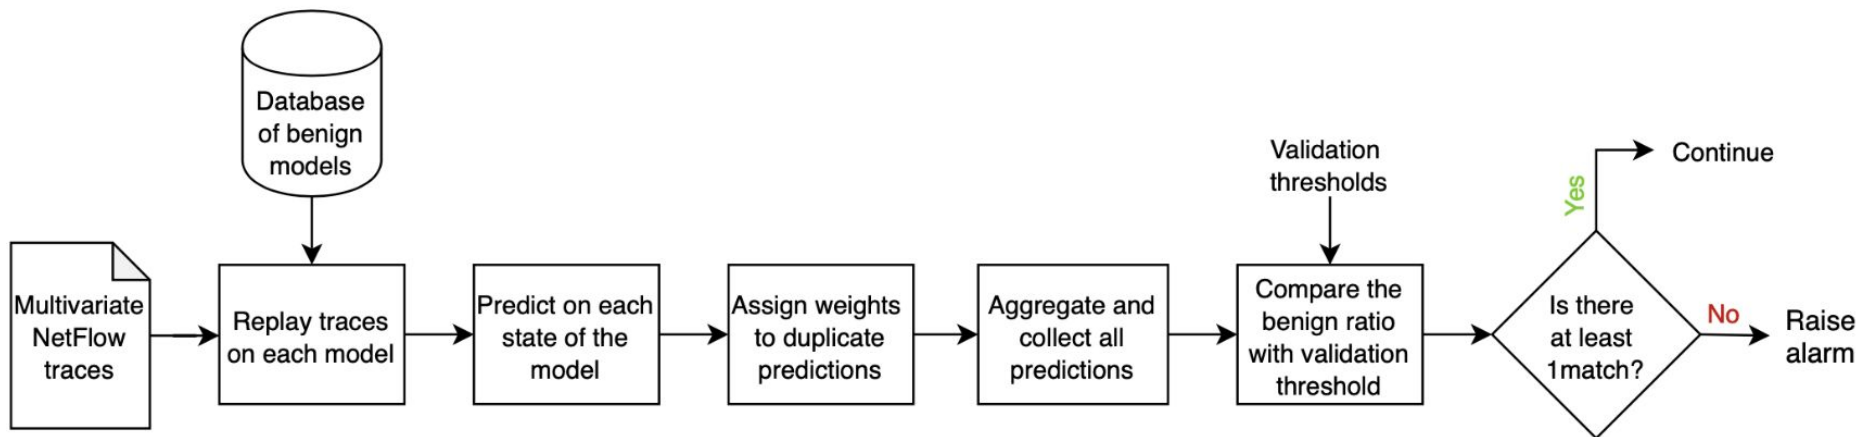 Database
of benign
models
Multivariate
NetFlow
traces
Replay traces
on each model
Predict on each
state of the
model
Assign weights
to duplicate
predictions
Aggregate and
collect all
predictions
Validation
thresholds
Compare the
benign ratio
with validation
threshold
Is there
at least
1match?
Yes
Continue
No
Raise
alarm